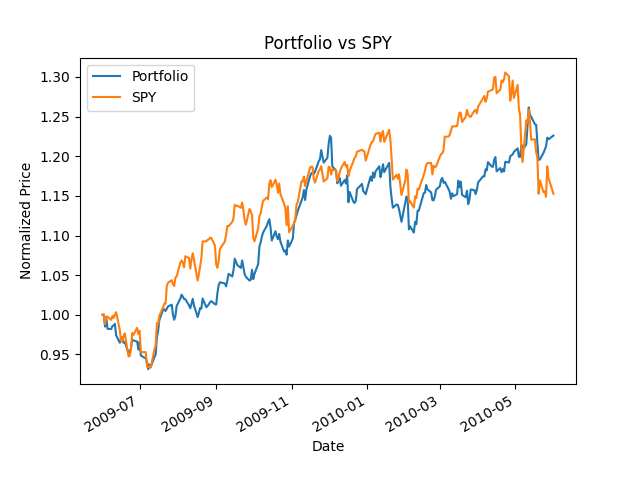 Portfolio vs SPY
Portfolio
SPY
1.30
1.25
1.20
1.15
1.10
1.05
1.00
0.95
Normalized Price
2009-07
2009-09
2009-11
2010-01
2010-03
2010-05
Date